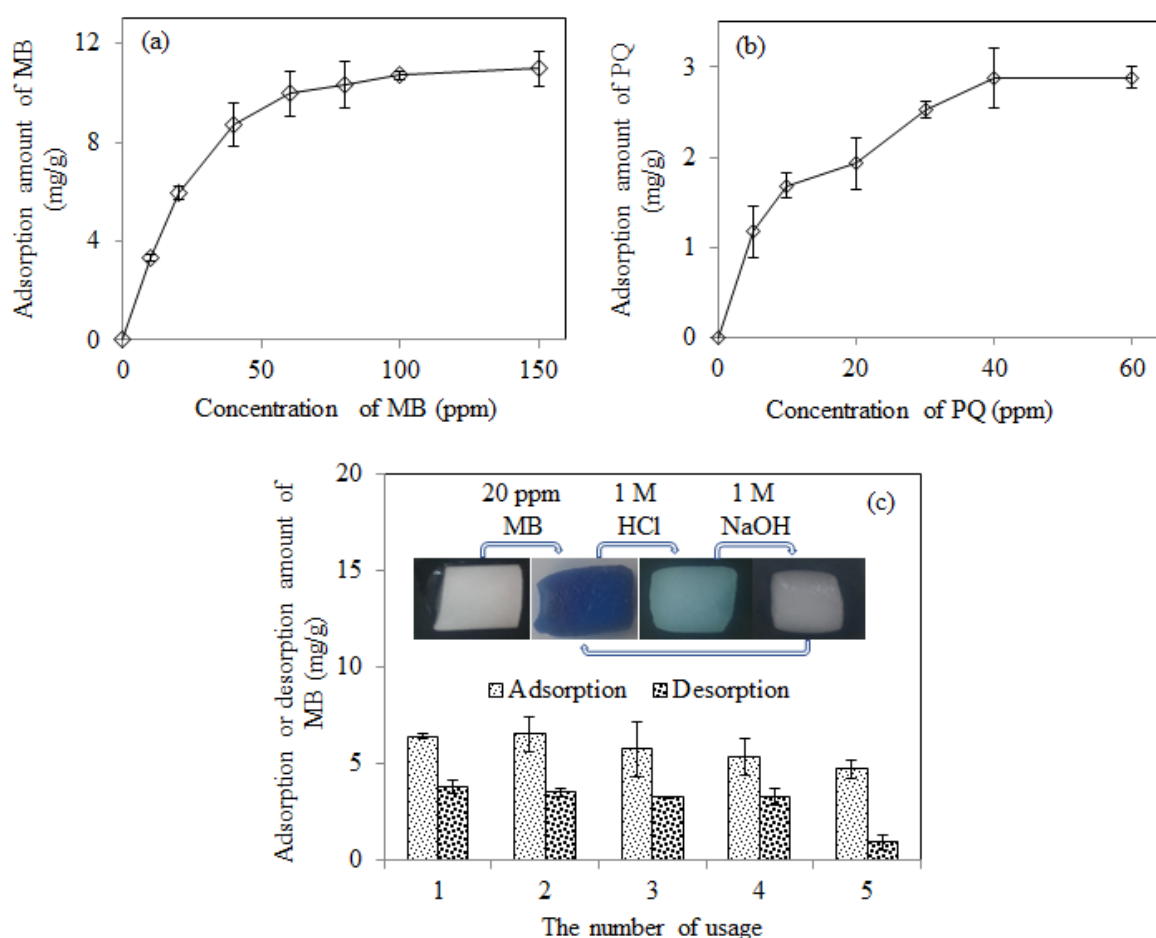 (a)
Adsorption amount of MB
(mg/g)
12
8
4
0
0 50 100 150
Concentration of MB (ppm)
(b)
Adsorption amount of PQ
(mg/g)
3
2
1
0
0 20 40 60
Concentration of PQ (ppm)
(c)
Adsorption or desorption amount of
MB (mg/g)
20
15
10
5
0
20 ppm 1 M 1 M
MB HCl NaOH
Adsorption Desorption
1 2 3 4 5
The number of usage